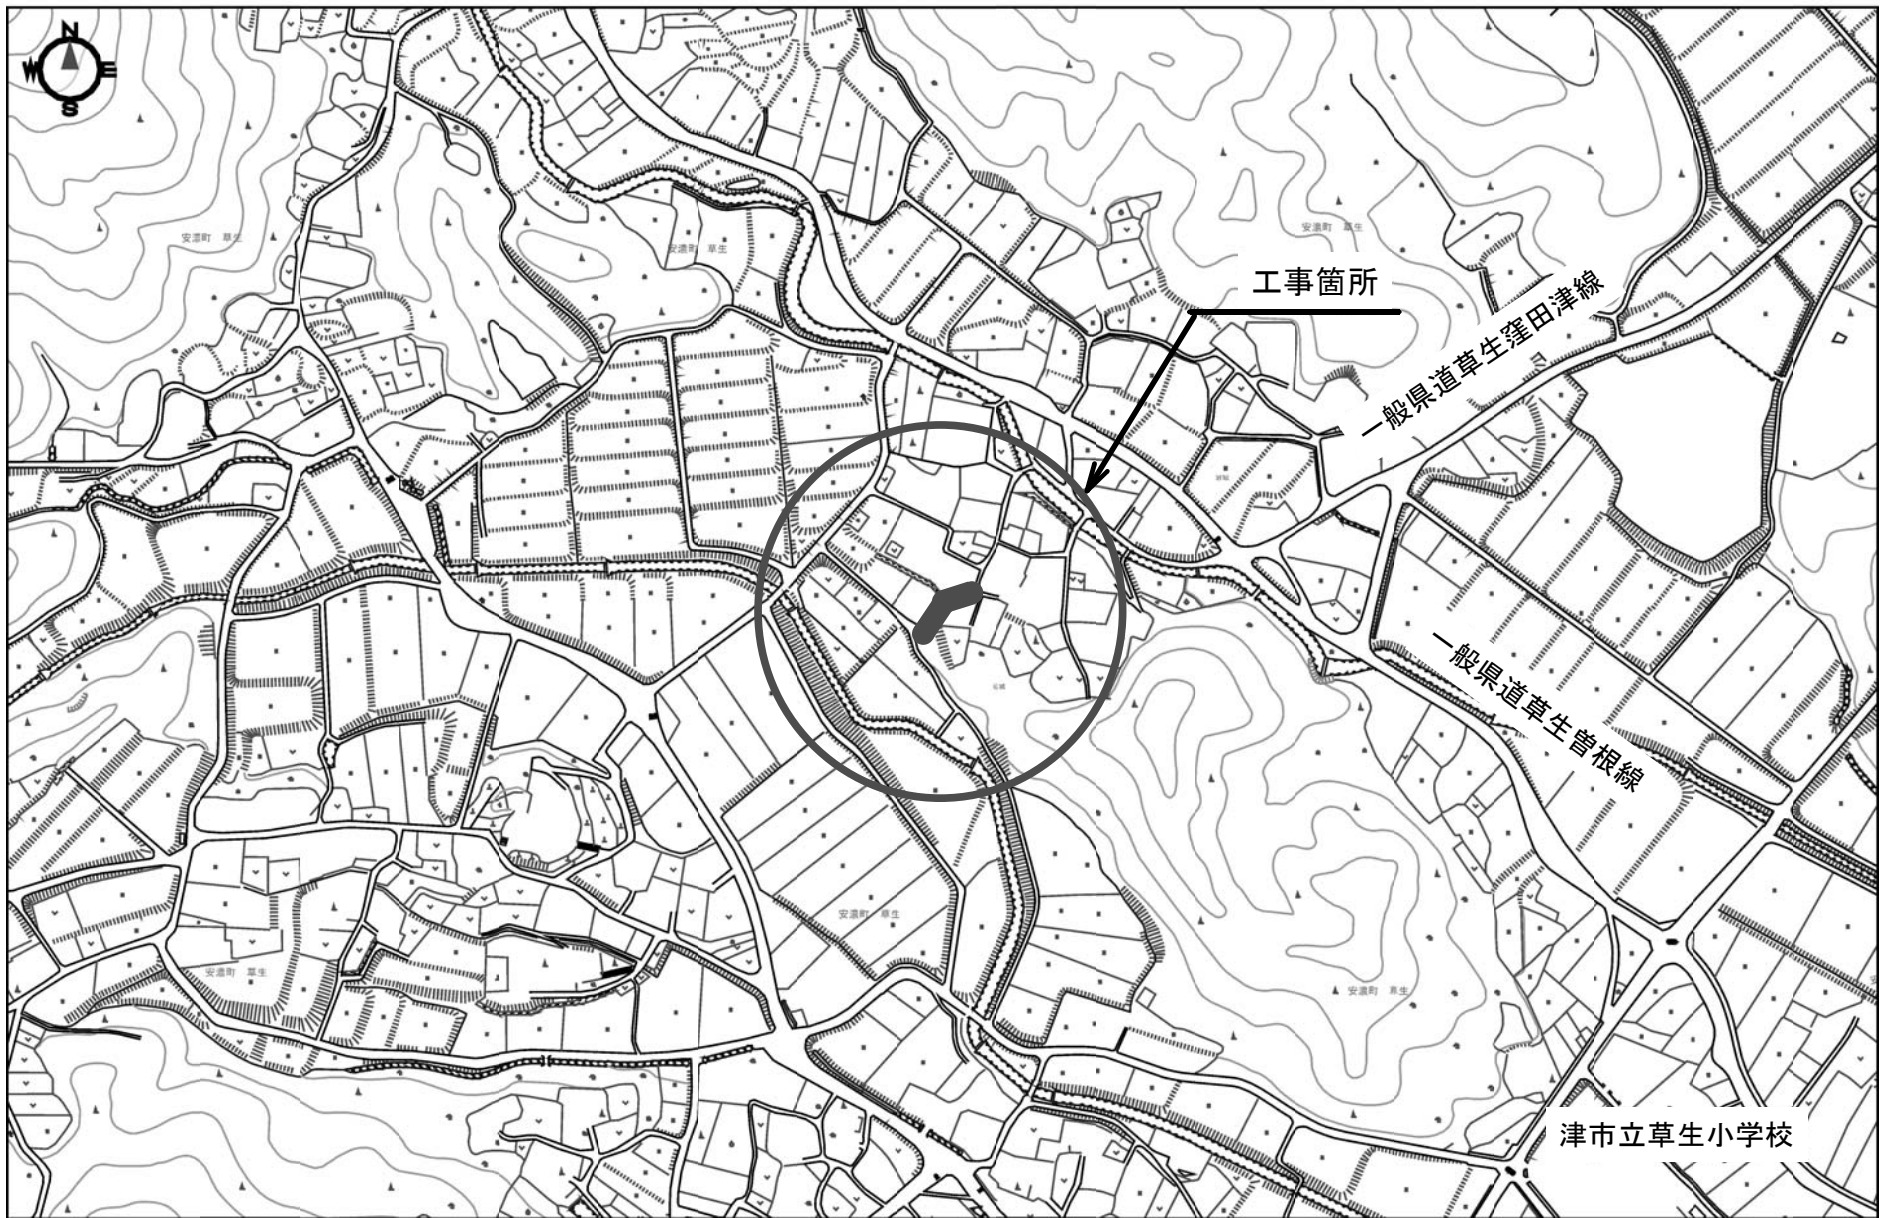 N
W E
S
安濃町 草生
安濃町 草生
安濃町 草生
工事箇所
一般県道草生窪田津線
一般県道草生曽根線
安濃町 草生
安濃町 草生
安濃町 草生
津市立草生小学校